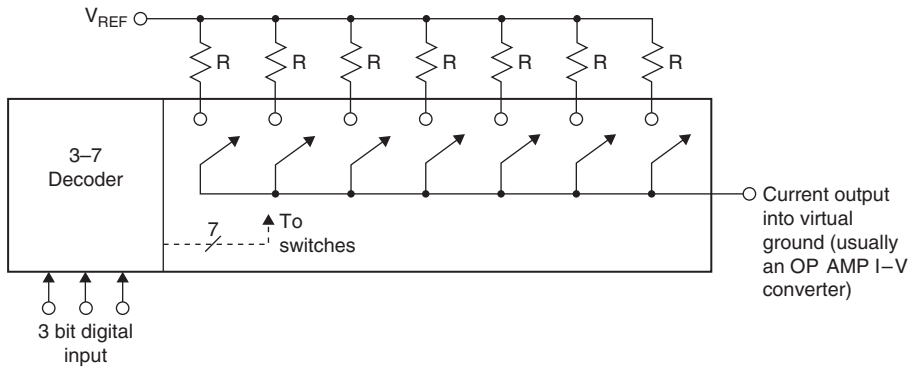 VREF
R R R R R R R
3–7
Decoder
7
To
switches
Current output
into virtual
ground (usually
an OP AMP I–V
converter)
3 bit digital
input